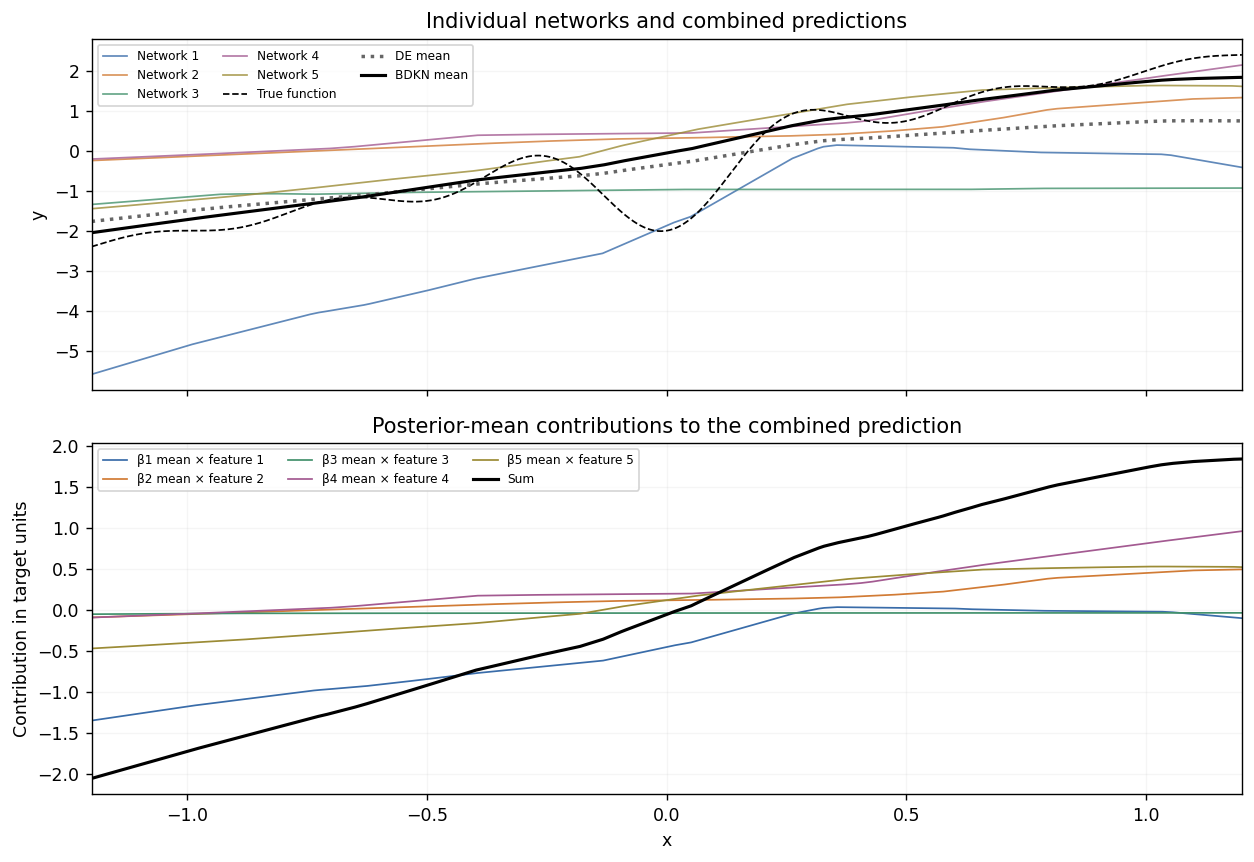 Individual networks and combined predictions
Network 1
Network 2
Network 3
Network 4
Network 5
True function
DE mean
BDKN mean
y
2
1
0
−1
−2
−3
−4
−5
Posterior-mean contributions to the combined prediction
β1 mean × feature 1
β2 mean × feature 2
β3 mean × feature 3
β4 mean × feature 4
β5 mean × feature 5
Sum
Contribution in target units
2.0
1.5
1.0
0.5
0.0
−0.5
−1.0
−1.5
−2.0
−1.0
−0.5
0.0
0.5
1.0
x